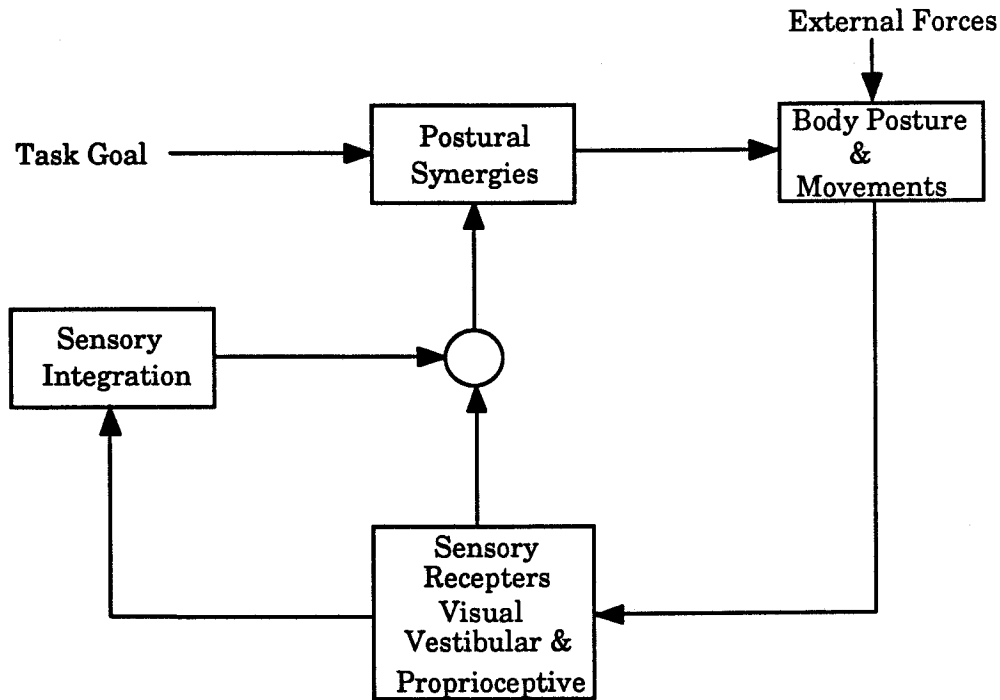 External Forces
Task Goal
Postural
Synergies
Body Posture
&
Movements
Sensory
Integration
Sensory
Recepters
Visual
Vestibular &
Proprioceptive